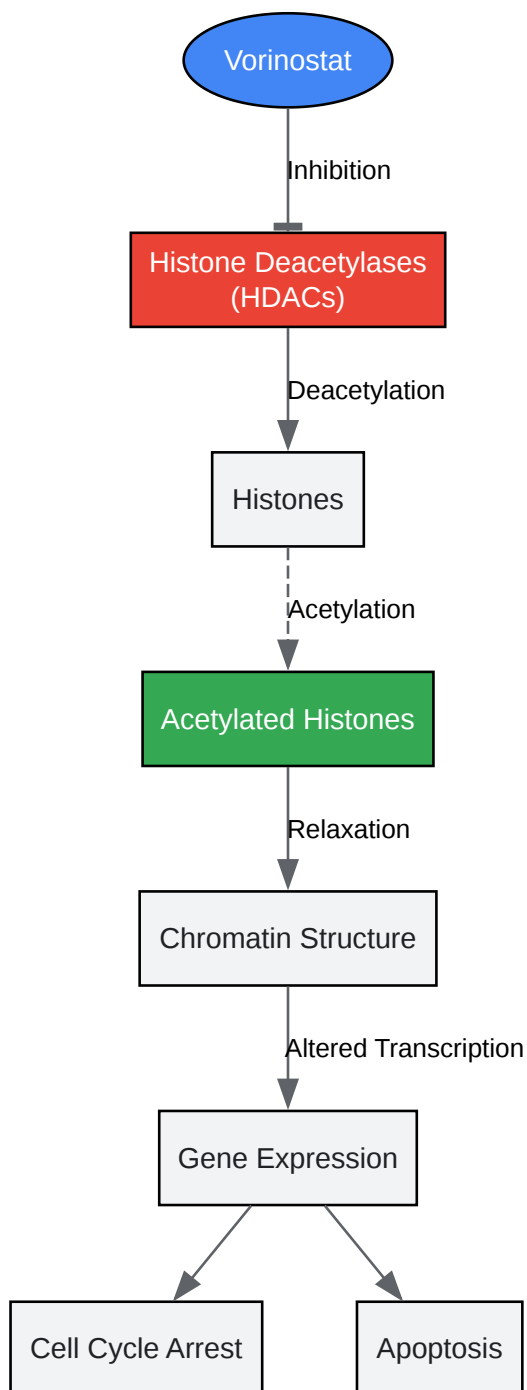 Vorinostat
Inhibition
Histone Deacetylases
(HDACs)
Deacetylation
Histones
Acetylation
Acetylated Histones
Relaxation
Chromatin Structure
Altered Transcription
Gene Expression
Cell Cycle Arrest
Apoptosis